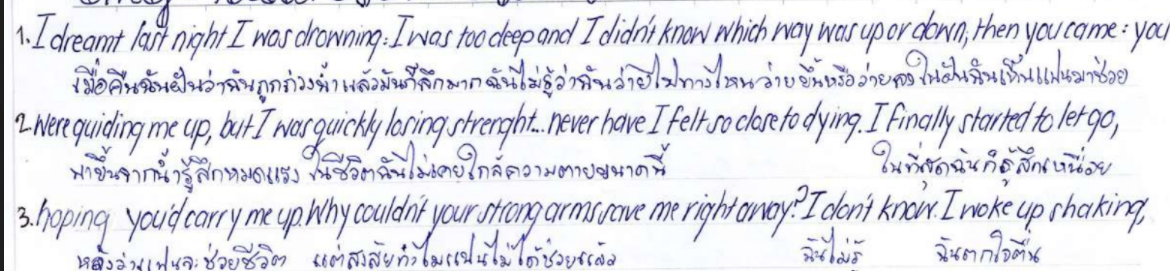 1. I dreamt last night I was drowning: I was too deep and I didn't know which way was up or down, then you came: you
เมื่อคืนฉันฝันว่าฉันถูกถ่วงน้ำแล้วมันก็ลึกมาก ฉันไม่รู้ว่าฉันว่ายไปทางไหน ว่ายขึ้นหรือว่ายลง ในฝันฉันเห็นแฟนมาช่วย
2. were guiding me up, but I was quickly losing strenght... never have I felt so close to dying. I finally started to let go,
พาขึ้นจากน้ำรู้สึกหมดแรง ในชีวิตฉันไม่เคยใกล้ความตายขนาดนี้ ในที่สุดฉันก็รู้สึกเหนื่อย
3. hoping you'd carry me up. Why couldn't your strong arms save me right away? I don't know. I woke up shaking,
หวังว่าแฟนจะช่วยชีวิต แต่สงสัยทำไมแฟนไม่ได้ช่วยแล้ว ฉันไม่รู้ ฉันตกใจตื่น